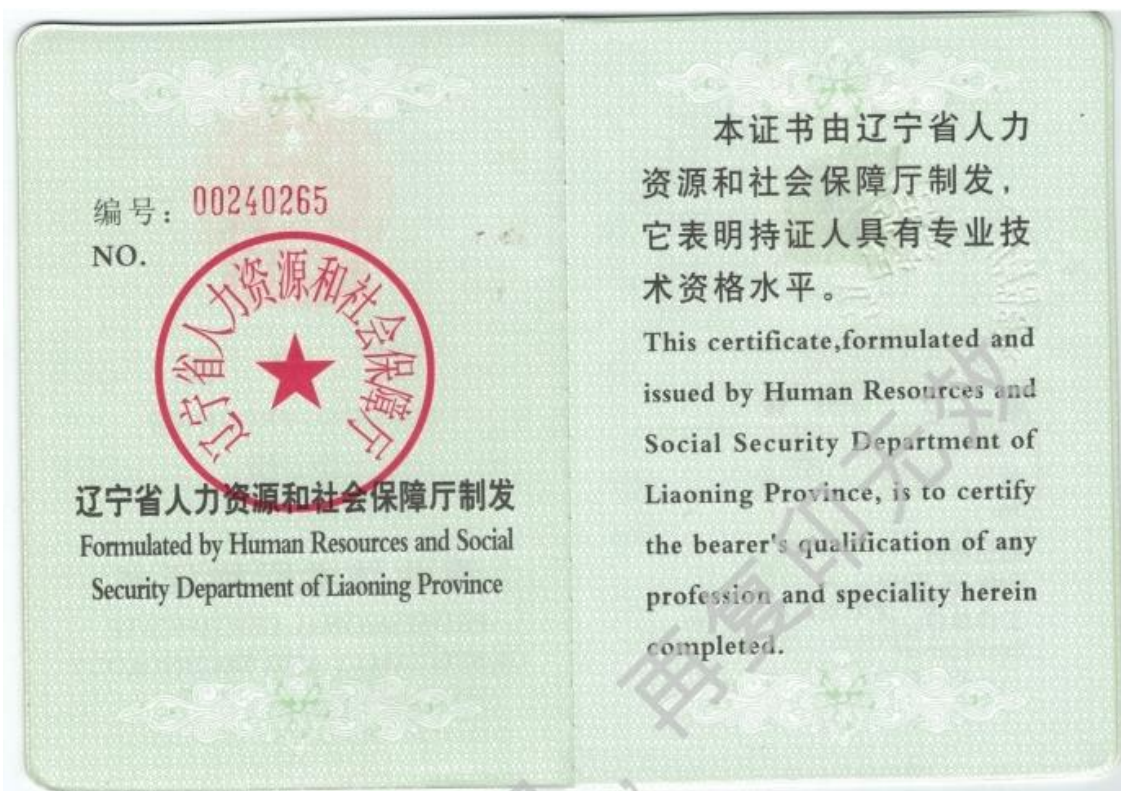 编号：00240265
NO.
辽宁省人力资源和社会保障厅
辽宁省人力资源和社会保障厅制发
Formulated by Human Resources and Social
Security Department of Liaoning Province
本证书由辽宁省人力
资源和社会保障厅制发，
它表明持证人具有专业技
术资格水平。
This certificate,formulated and
issued by Human Resources and
Social Security Department of
Liaoning Province, is to certify
the bearer's qualification of any
profession and speciality herein
completed.
再复印无效